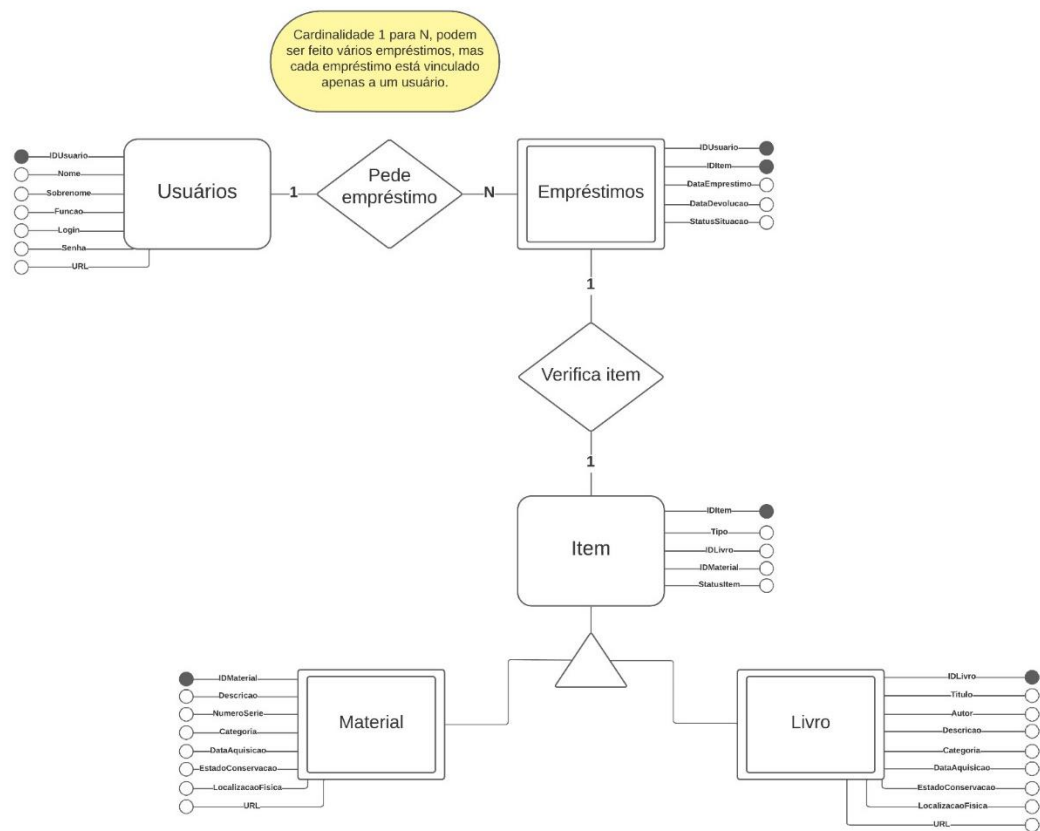 Cardinalidade 1 para N, podem
ser feito vários empréstimos, mas
cada empréstimo está vinculado
apenas a um usuário.
IDUsuario
Nome
Sobrenome
Funcao
Login
Senha
URL
Usuários
1
Pede
empréstimo
N
Empréstimos
IDUsuario
IDItem
DataEmprestimo
DataDevolucao
StatusSituacao
1
Verifica item
1
Item
IDItem
Tipo
IDLivro
IDMaterial
StatusItem
IDMaterial
Descricao
NumeroSerie
Categoria
DataAquisicao
EstadoConservacao
LocalizacaoFisica
URL
Material
Livro
IDLivro
Titulo
Autor
Descricao
Categoria
DataAquisicao
EstadoConservacao
LocalizacaoFisica
URL